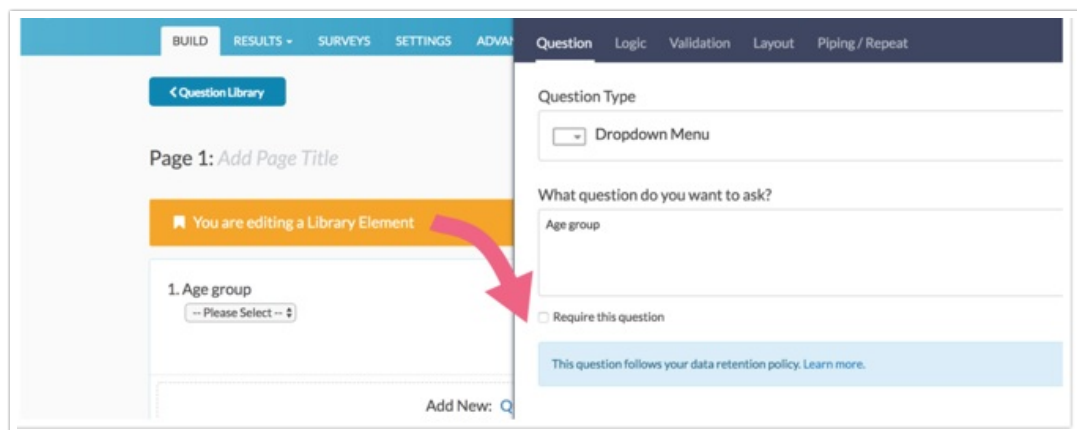 BUILD RESULTS SURVEYS SETTINGS
Question Library
Page 1: Add Page Title
You are editing a Library Element
1. Age group
-- Please Select --
Add New:
Question Logic Validation Layout Piping / Repeat
Question Type
Dropdown Menu
What question do you want to ask?
Age group
Require this question
This question follows your data retention policy. Learn more.